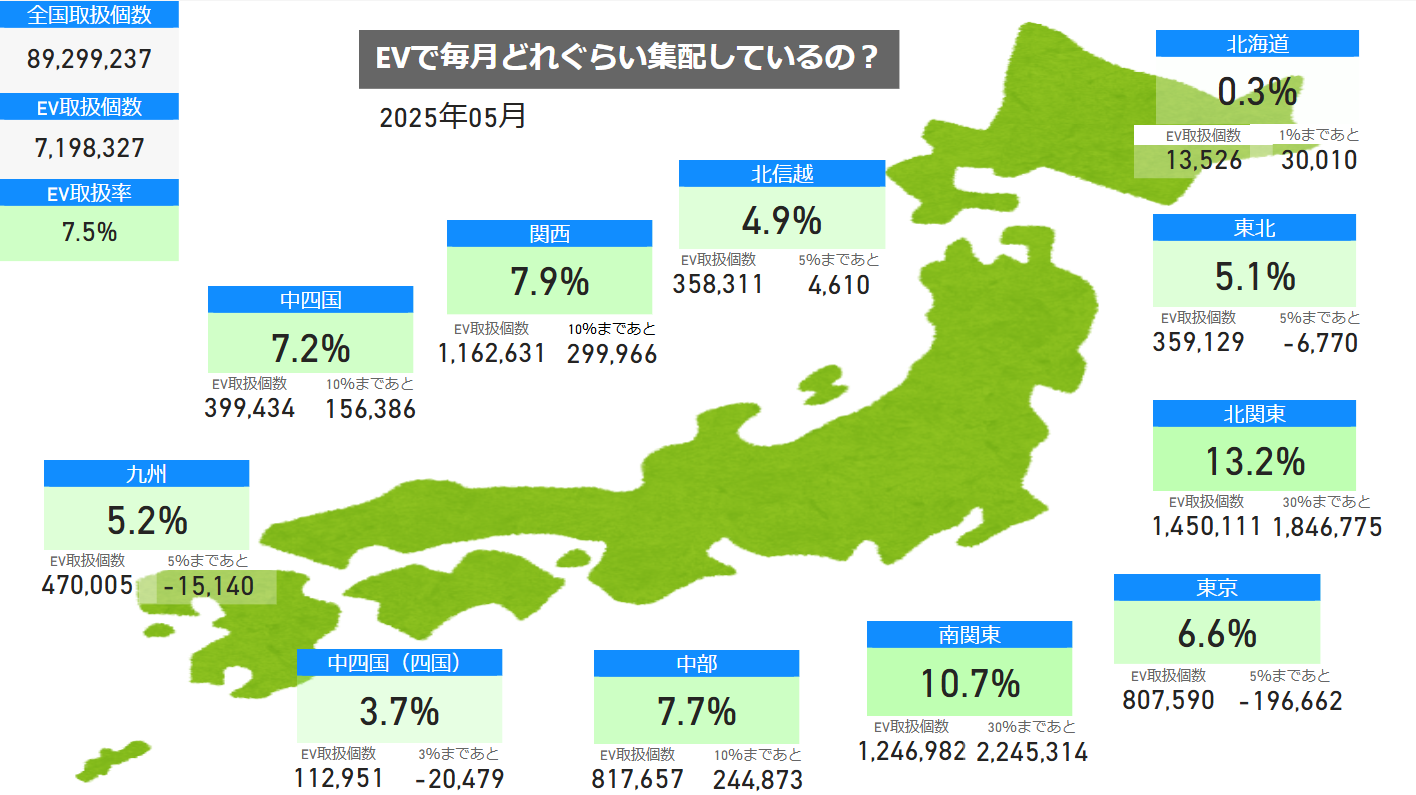 全国取扱個数
89,299,237
EV取扱個数
7,198,327
EV取扱率
7.5%
EVで毎月どれぐらい集配しているの？
2025年05月
北海道
0.3%
EV取扱個数 1%まであと
13,526 30,010
北信越
4.9%
EV取扱個数 5%まであと
358,311 4,610
東北
5.1%
EV取扱個数 5%まであと
359,129 -6,770
関西
7.9%
EV取扱個数 10%まであと
1,162,631 299,966
中四国
7.2%
EV取扱個数 10%まであと
399,434 156,386
北関東
13.2%
EV取扱個数 30%まであと
1,450,111 1,846,775
九州
5.2%
EV取扱個数 5%まであと
470,005 -15,140
東京
6.6%
EV取扱個数 5%まであと
807,590 -196,662
中四国（四国）
3.7%
EV取扱個数 3%まであと
112,951 -20,479
中部
7.7%
EV取扱個数 10%まであと
817,657 244,873
南関東
10.7%
EV取扱個数 30%まであと
1,246,982 2,245,314